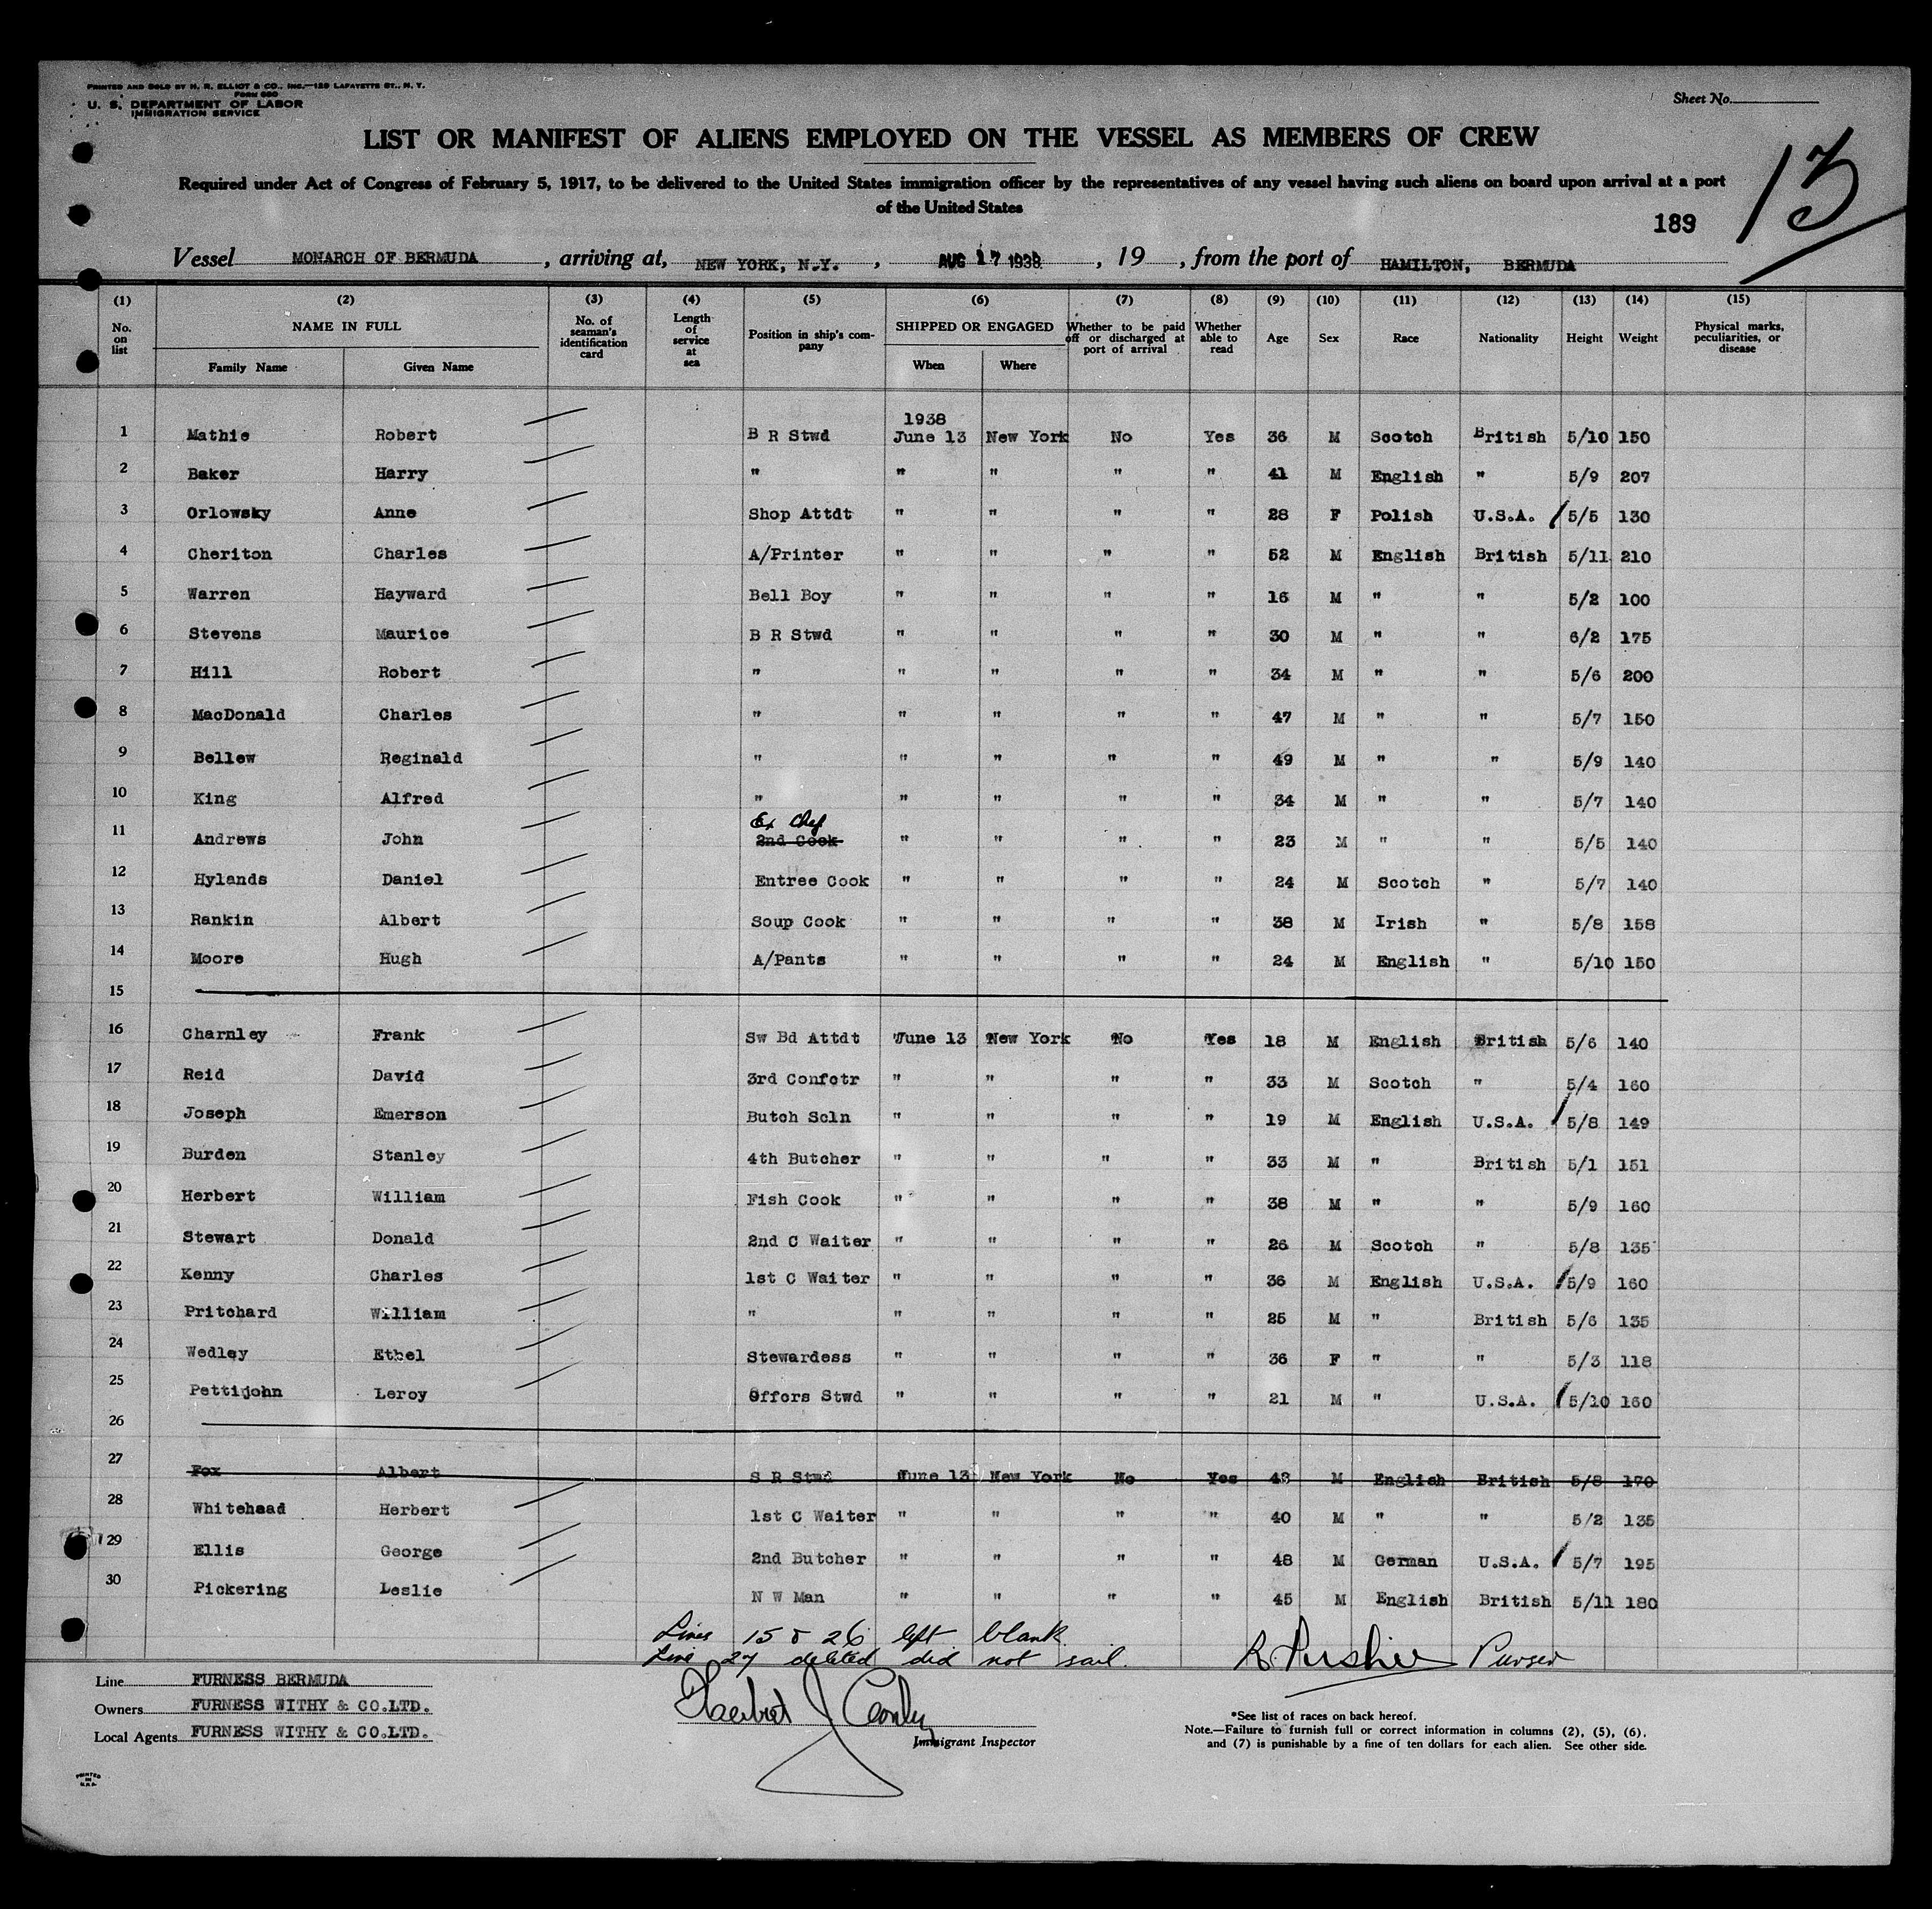 PRINTED AND SOLD BY H. R. ELLIOT & CO., INC.—129 LAFAYETTE ST., N. Y.
FORM 680
U. S. DEPARTMENT OF LABOR
IMMIGRATION SERVICE
Sheet No.
LIST OR MANIFEST OF ALIENS EMPLOYED ON THE VESSEL AS MEMBERS OF CREW
Required under Act of Congress of February 5, 1917, to be delivered to the United States immigration officer by the representatives of any vessel having such aliens on board upon arrival at a port
of the United States
189
13
Vessel MONARCH OF BERMUDA, arriving at, NEW YORK, N.Y., AUG 17 1938, 19 , from the port of HAMILTON, BERMUDA
(1) (2) (3) (4) (5) (6) (7) (8) (9) (10) (11) (12) (13) (14) (15)
No. on list NAME IN FULL Family Name Given Name No. of seaman's identification card Length of service at sea Position in ship's company SHIPPED OR ENGAGED When Where Whether to be paid off or discharged at port of arrival Whether able to read Age Sex Race Nationality Height Weight Physical marks, peculiarities, or disease
1938
1 Mathie Robert B R Stwd June 13 New York No Yes 36 M Scotch British 5/10 150
2 Baker Harry " " " " " 41 M English " 5/9 207
3 Orlowsky Anne Shop Attdt " " " " 28 F Polish U.S.A. 5/5 130
4 Cheriton Charles A/Printer " " " " 52 M English British 5/11 210
5 Warren Hayward Bell Boy " " " " 16 M " " 5/2 100
6 Stevens Maurice B R Stwd " " " " 30 M " " 6/2 175
7 Hill Robert " " " " " 34 M " " 5/6 200
8 MacDonald Charles " " " " " 47 M " " 5/7 150
9 Bellew Reginald " " " " " 49 M " " 5/9 140
10 King Alfred " " " " " 34 M " " 5/7 140
Ex Chef
11 Andrews John 2nd Cook " " " " 23 M " " 5/5 140
12 Hylands Daniel Entree Cook " " " " 24 M Scotch " 5/7 140
13 Rankin Albert Soup Cook " " " " 38 M Irish " 5/8 158
14 Moore Hugh A/Pants " " " " 24 M English " 5/10 150
15
16 Charnley Frank Sw Bd Attdt June 13 New York No Yes 18 M English British 5/6 140
17 Reid David 3rd Confctr " " " " 33 M Scotch " 5/4 160
18 Joseph Emerson Butch Scln " " " " 19 M English U.S.A. 5/8 149
19 Burden Stanley 4th Butcher " " " " 33 M " British 5/1 151
20 Herbert William Fish Cook " " " " 38 M " " 5/9 160
21 Stewart Donald 2nd C Waiter " " " " 26 M Scotch " 5/8 135
22 Kenny Charles 1st C Waiter " " " " 36 M English U.S.A. 5/9 160
23 Pritchard William " " " " " 25 M " British 5/6 135
24 Wedley Ethel Stewardess " " " " 36 F " " 5/3 118
25 Pettijohn Leroy Offcrs Stwd " " " " 21 M " U.S.A. 5/10 160
26
27 Fox Albert S R Stwd June 13 New York No Yes 48 M English British 5/8 170
28 Whitehead Herbert 1st C Waiter " " " " 40 M " " 5/2 135
29 Ellis George 2nd Butcher " " " " 48 M German U.S.A. 5/7 195
30 Pickering Leslie N W Man " " " " 45 M English British 5/11 180
Lines 15 & 26 left blank
Line 27 deleted did not sail.
Purser
Line FURNESS BERMUDA
Owners FURNESS WITHY & CO.LTD.
Local Agents FURNESS WITHY & CO.LTD.
Herbert J Conley
Immigrant Inspector
*See list of races on back hereof.
Note.—Failure to furnish full or correct information in columns (2), (5), (6),
and (7) is punishable by a fine of ten dollars for each alien. See other side.
PRINTED
IN
U.S.A.